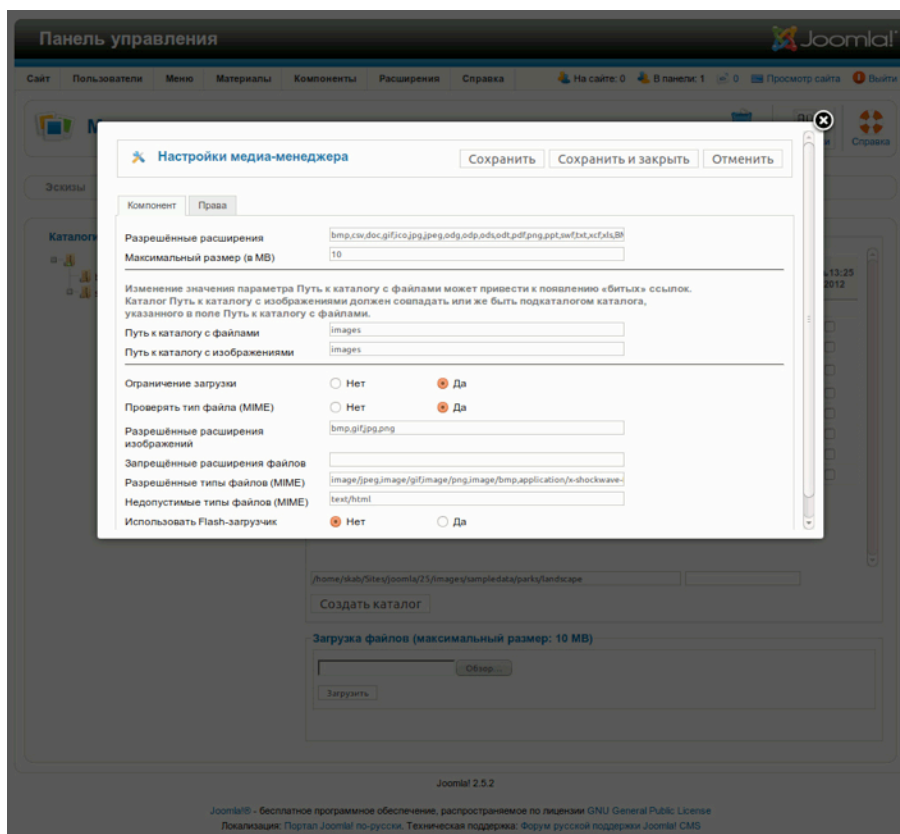 Панель управления
Joomla!
Сайт Пользователи Меню Материалы Компоненты Расширения Справка На сайте: 0 В панели: 1 0 Просмотр сайта Выйти
Справка
Настройки медиа-менеджера
Сохранить Сохранить и закрыть Отменить
Эскизы
Компонент Права
Разрешённые расширения bmp,csv,doc,gif,ico,jpg,jpeg,odg,odp,ods,odt,pdf,png,ppt,swf,txt,xcf,xls,BM
Максимальный размер (в MB) 10
Изменение значения параметра Путь к каталогу с файлами может привести к появлению «битых» ссылок.
Каталог Путь к каталогу с изображениями должен совпадать или же быть подкаталогом каталога,
указанного в поле Путь к каталогу с файлами.
13:25
2012
Путь к каталогу с файлами images
Путь к каталогу с изображениями images
Ограничение загрузки Нет Да
Проверять тип файла (MIME) Нет Да
Разрешённые расширения bmp,gif,jpg,png
изображений
Запрещённые расширения файлов
Разрешённые типы файлов (MIME) image/jpeg,image/gif,image/png,image/bmp,application/x-shockwave-
Недопустимые типы файлов (MIME) text/html
Использовать Flash-загрузчик Нет Да
/home/skab/Sites/joomla/25/images/sampledata/parks/landscape
Создать каталог
Загрузка файлов (максимальный размер: 10 MB)
Обзор...
Загрузить
Joomla! 2.5.2
Joomla!® - бесплатное программное обеспечение, распространяемое по лицензии GNU General Public License
Локализация: Портал Joomla! по-русски. Техническая поддержка: Форум русской поддержки Joomla! CMS